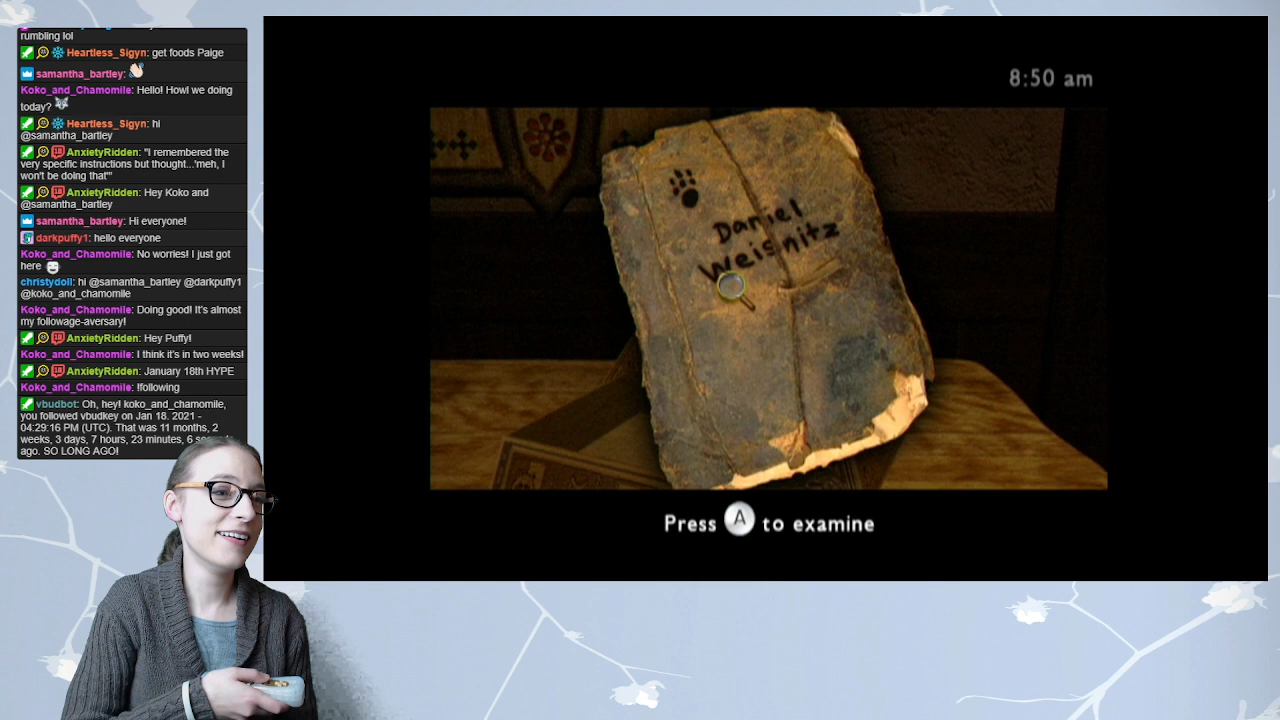 rumbling lol
Heartless_Sigyn: get foods Paige
samantha_bartley:
Koko_and_Chamomile: Hello! Howl we doing
today?
Heartless_Sigyn: hi
@samantha_bartley
AnxietyRidden: "I remembered the
very specific instructions but thought...'meh, I
won't be doing that'"
AnxietyRidden: Hey Koko and
@samantha_bartley
samantha_bartley: Hi everyone!
darkpuffy1: hello everyone
Koko_and_Chamomile: No worries! I just got
here
christydoll: hi @samantha_bartley @darkpuffy1
@koko_and_chamomile
Koko_and_Chamomile: Doing good! It's almost
my followage-aversary!
AnxietyRidden: Hey Puffy!
Koko_and_Chamomile: I think it's in two weeks!
AnxietyRidden: January 18th HYPE
Koko_and_Chamomile: !following
vbudbot: Oh, hey! koko_and_chamomile,
you followed vbudkey on Jan 18. 2021 -
04:29:16 PM (UTC). That was 11 months, 2
weeks, 3 days, 7 hours, 23 minutes, 6
ago. SO LONG AGO!
8:50 am
Daniel
Weisnitz
Press A to examine